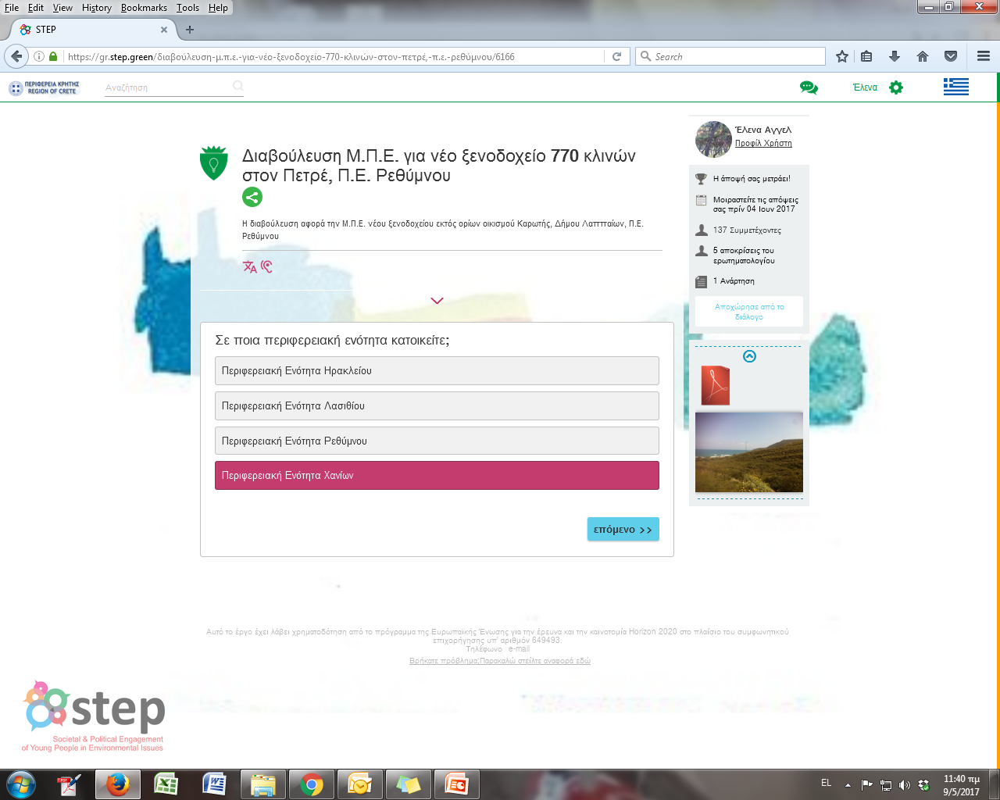 File Edit View History Bookmarks Tools Help
STEP
https://gr.step.green/διαβούλευση-μ.π.ε.-για-νέο-ξενοδοχείο-770-κλινών-στον-πετρέ,-π.ε.-ρεθύμνου/6166
Search
ΠΕΡΙΦΕΡΕΙΑ ΚΡΗΤΗΣ
REGION OF CRETE
Αναζήτηση
Έλενα
Διαβούλευση Μ.Π.Ε. για νέο ξενοδοχείο 770 κλινών
στον Πετρέ, Π.Ε. Ρεθύμνου
Η διαβούλευση αφορά την Μ.Π.Ε. νέου ξενοδοχείου εκτός ορίων οικισμού Καρωτής, Δήμου Λαππταίων, Π.Ε.
Ρεθύμνου
Σε ποια περιφερειακή ενότητα κατοικείτε;
Περιφερειακή Ενότητα Ηρακλείου
Περιφερειακή Ενότητα Λασιθίου
Περιφερειακή Ενότητα Ρεθύμνου
Περιφερειακή Ενότητα Χανίων
επόμενο >>
Έλενα Αγγελ
Προφίλ Χρήστη
Η άποψή σας μετράει!
Μοιραστείτε τις απόψεις
σας πρίν 04 Ιουν 2017
137 Συμμετέχοντες
5 αποκρίσεις του
ερωτηματολογίου
1 Ανάρτηση
Αποχώρησε από το
διάλογο
Αυτό το έργο έχει λάβει χρηματοδότηση από το πρόγραμμα της Ευρωπαϊκής Ένωσης για την έρευνα και την καινοτομία Horizon 2020 στο πλαίσιο του συμφωνητικού
επιχορήγησης υπ' αριθμόν 649493.
Τηλέφωνο e-mail
Βρήκατε πρόβλημα;Παρακαλώ στείλτε αναφορά εδώ
step
Societal & Political Engagement
of Young People in Environmental Issues
EL
11:40 πμ
9/5/2017